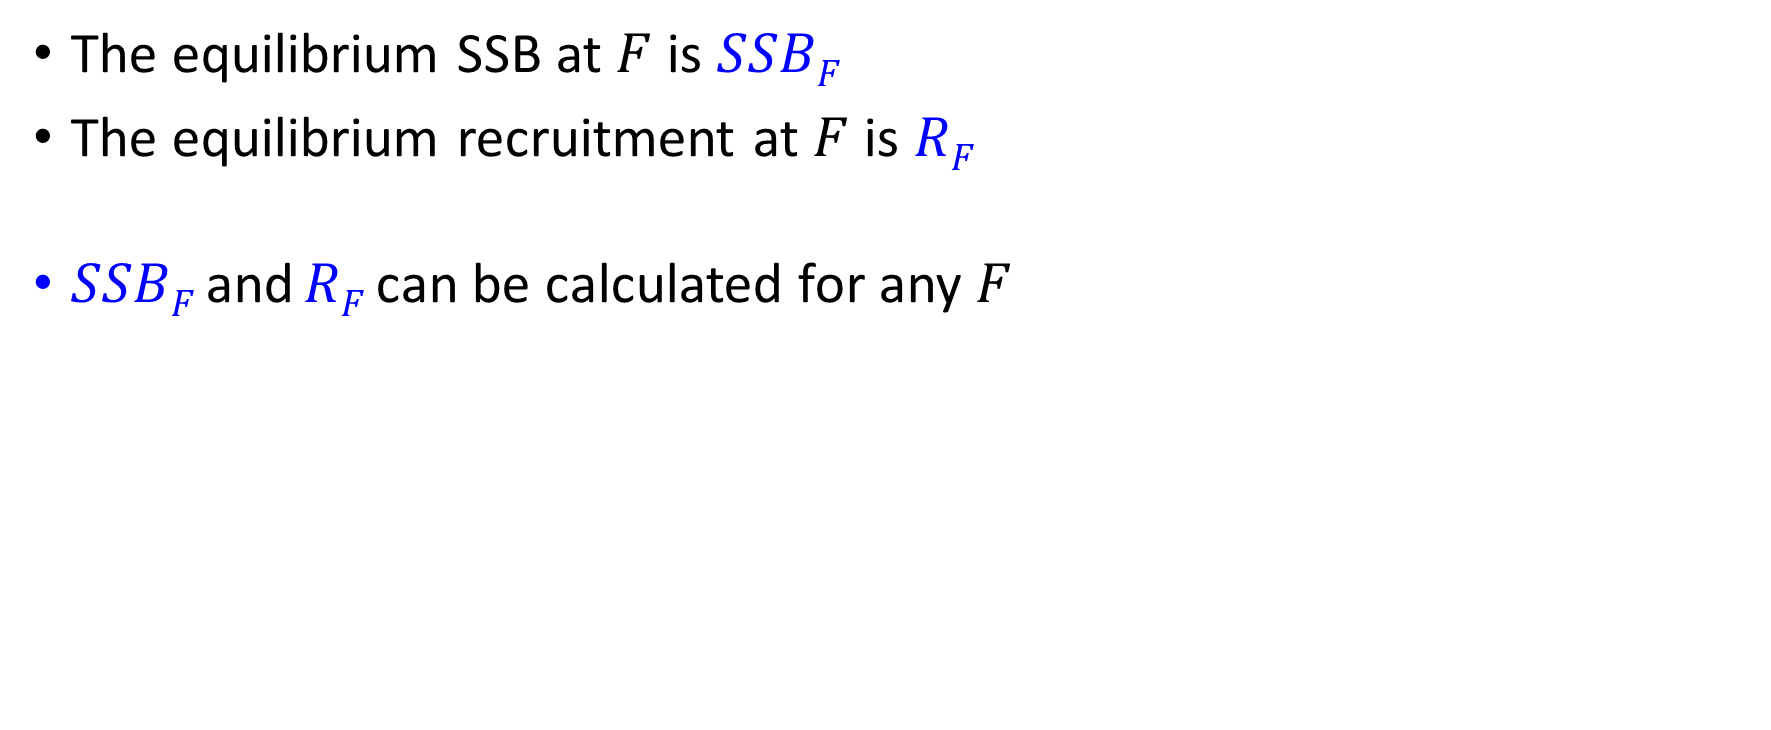 • The equilibrium SSB at F is SSB_F
• The equilibrium recruitment at F is R_F
• SSB_F and R_F can be calculated for any F